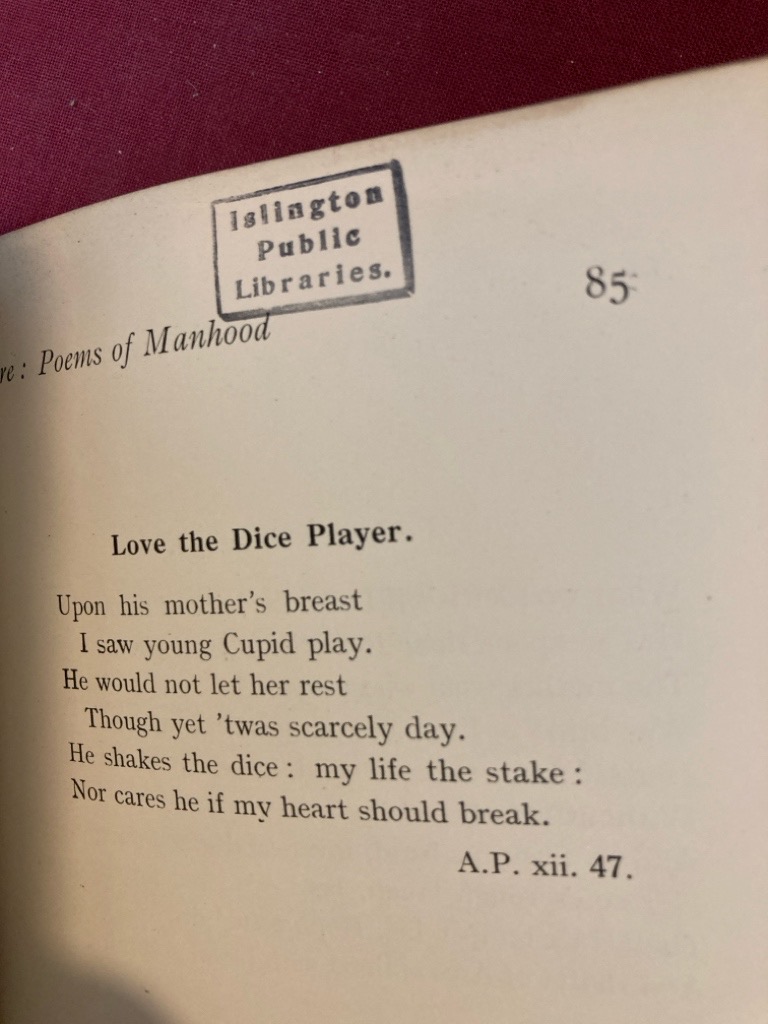 Islington
Public
Libraries.
85
re: Poems of Manhood
Love the Dice Player.
Upon his mother's breast
I saw young Cupid play.
He would not let her rest
Though yet 'twas scarcely day.
He shakes the dice: my life the stake:
Nor cares he if my heart should break.
A.P. xii. 47.